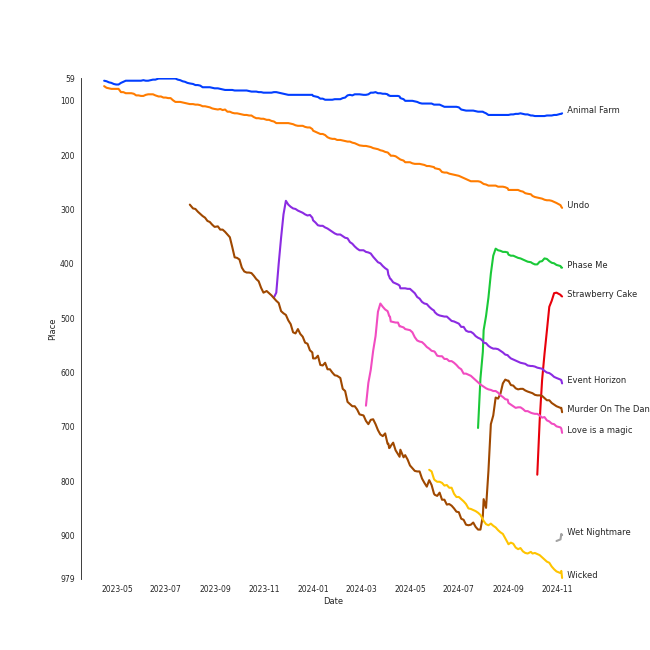 59
100
200
300
400
500
600
700
800
900
979
Place
2023-05 2023-07 2023-09 2023-11 2024-01 2024-03 2024-05 2024-07 2024-09 2024-11
Date
Animal Farm
Undo
Phase Me
Strawberry Cake
Event Horizon
Murder On The Dan
Love is a magic
Wet Nightmare
Wicked